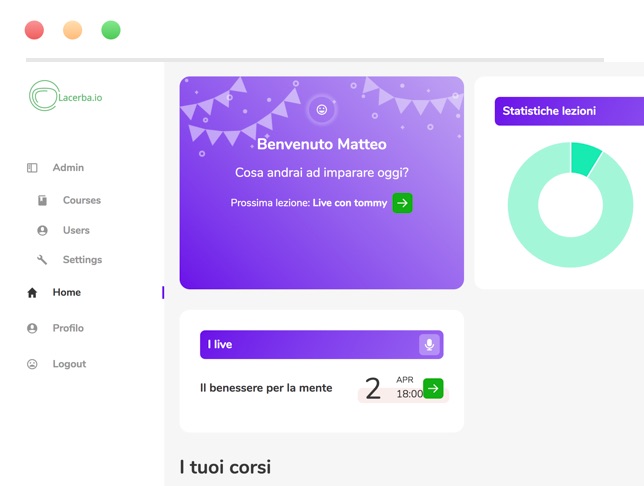 Lacerba.io
Admin
Courses
Users
Settings
Home
Profilo
Logout
Benvenuto Matteo
Cosa andrai ad imparare oggi?
Prossima lezione: Live con tommy
Statistiche lezioni
I live
Il benessere per la mente
2
APR
18:00
I tuoi corsi